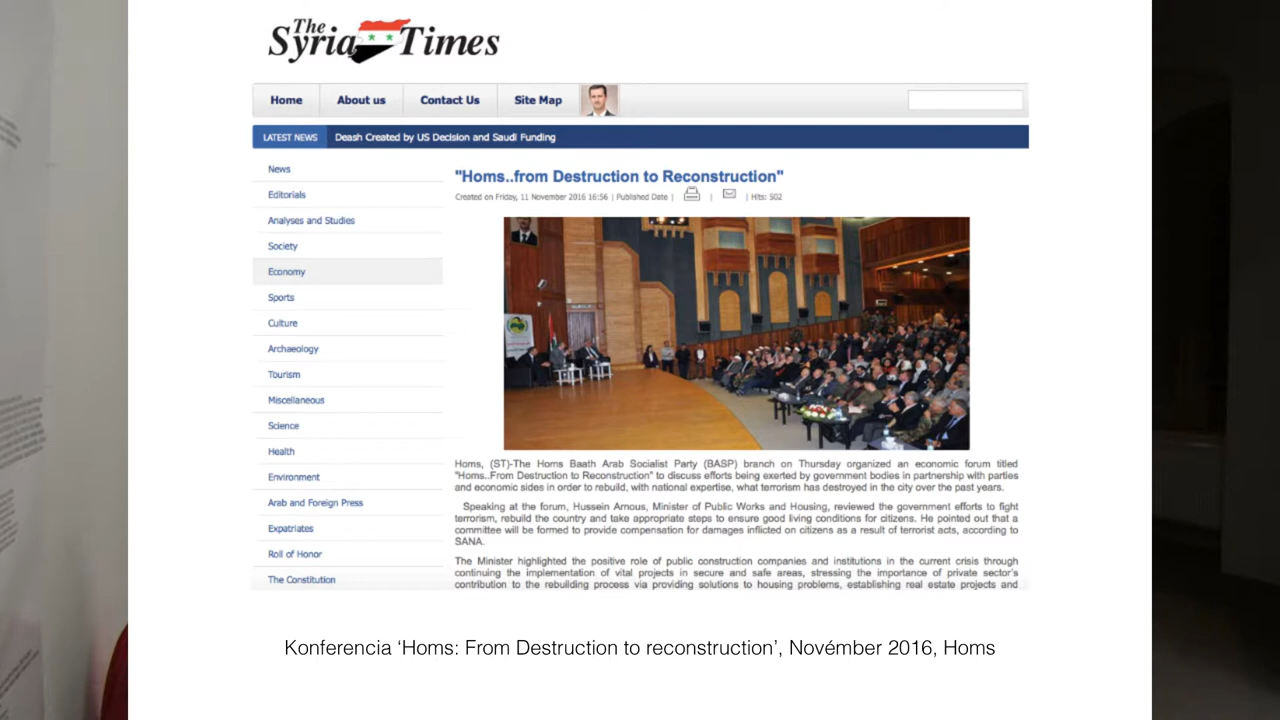 The
Syria Times
Home
About us
Contact Us
Site Map
LATEST NEWS
Deash Created by US Decision and Saudi Funding
News
Editorials
Analyses and Studies
Society
Economy
Sports
Culture
Archaeology
Tourism
Miscellaneous
Science
Health
Environment
Arab and Foreign Press
Expatriates
Roll of Honor
The Constitution
"Homs..from Destruction to Reconstruction"
Created on Friday, 11 November 2016 16:56 | Published Date | | | Hits: 502
Homs, (ST)-The Homs Baath Arab Socialist Party (BASP) branch on Thursday organized an economic forum titled
"Homs..From Destruction to Reconstruction" to discuss efforts being exerted by government bodies in partnership with parties
and economic sides in order to rebuild, with national expertise, what terrorism has destroyed in the city over the past years.
Speaking at the forum, Hussein Arnous, Minister of Public Works and Housing, reviewed the government efforts to fight
terrorism, rebuild the country and take appropriate steps to ensure good living conditions for citizens. He pointed out that a
committee will be formed to provide compensation for damages inflicted on citizens as a result of terrorist acts, according to
SANA.
The Minister highlighted the positive role of public construction companies and institutions in the current crisis through
continuing the implementation of vital projects in secure and safe areas, stressing the importance of private sector's
contribution to the rebuilding process via providing solutions to housing problems, establishing real estate projects and
Konferencia ‘Homs: From Destruction to reconstruction’, Novémber 2016, Homs